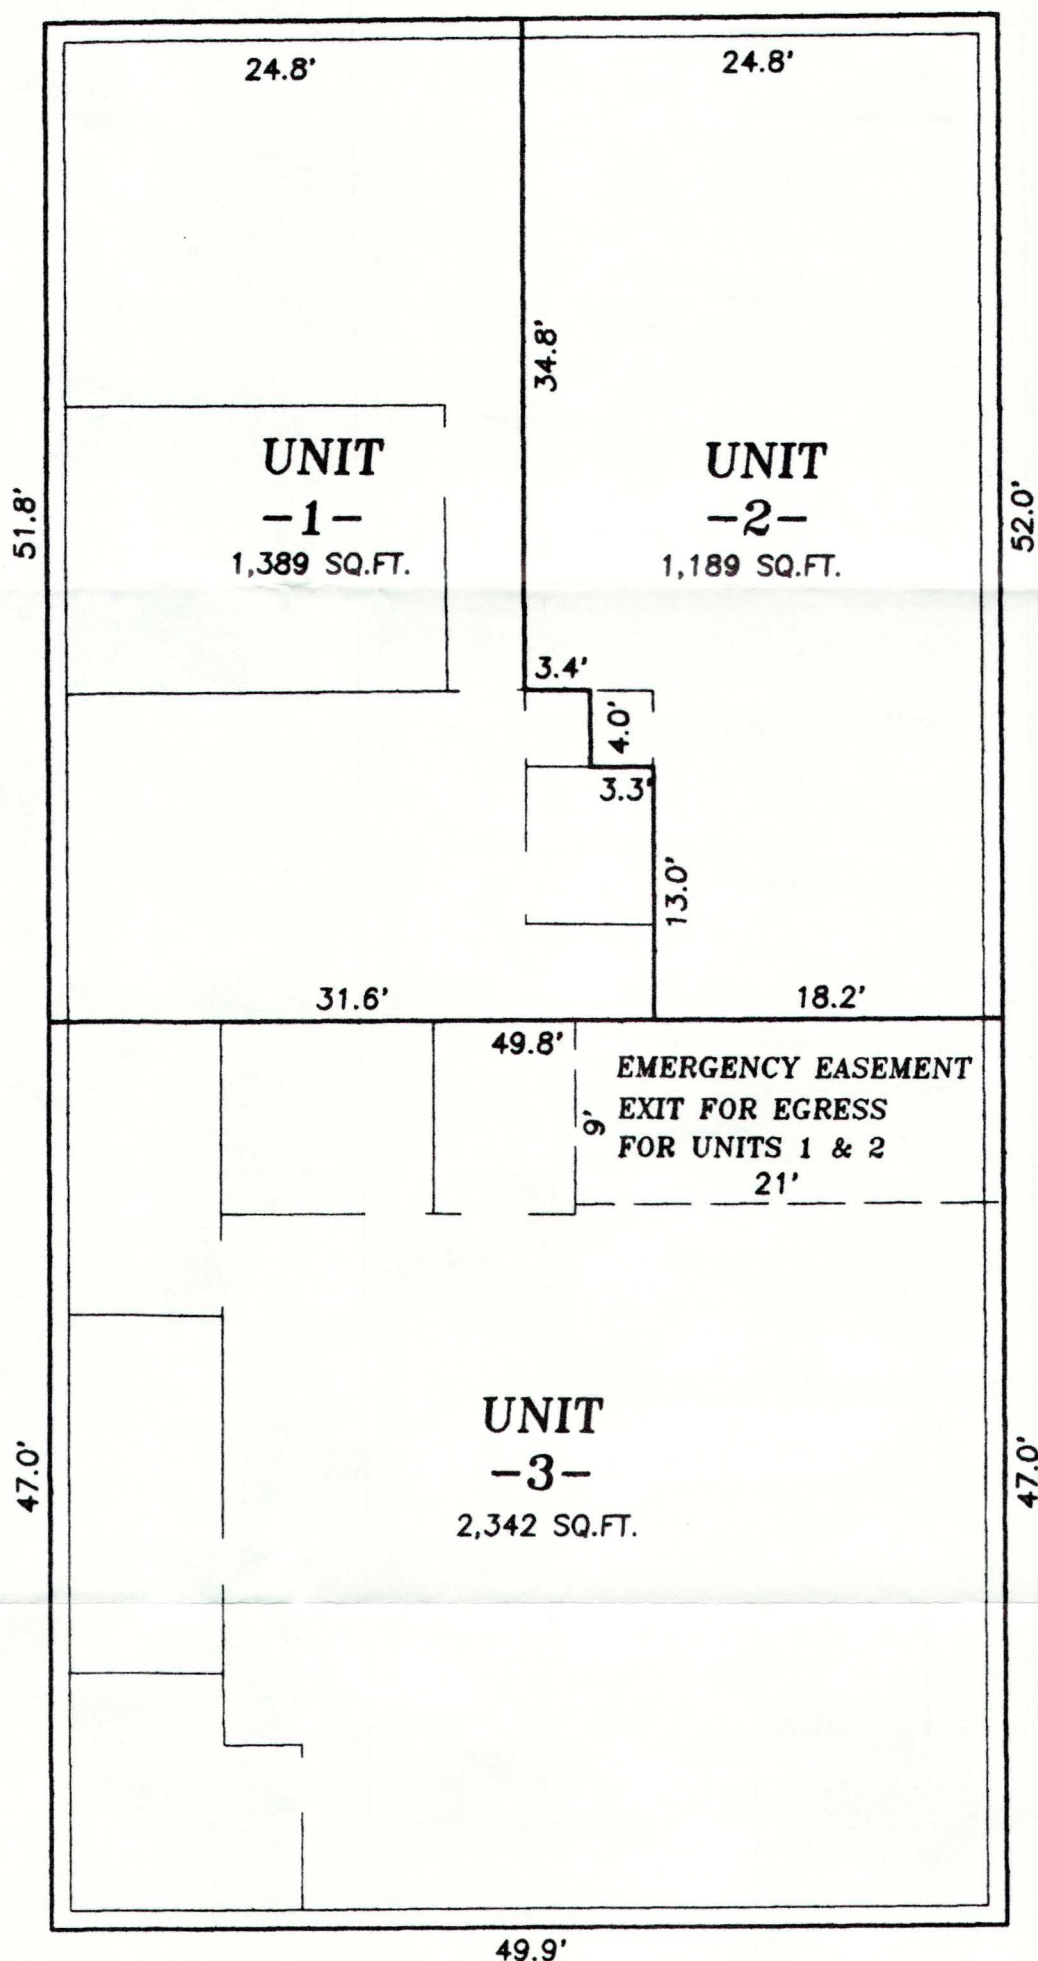 24.8'
24.8'
34.8'
UNIT
-1-
1,389 SQ.FT.
UNIT
-2-
1,189 SQ.FT.
51.8'
52.0'
3.4'
4.0'
3.3'
13.0'
31.6'
18.2'
49.8'
EMERGENCY EASEMENT
EXIT FOR EGRESS
FOR UNITS 1 & 2
9'
21'
UNIT
-3-
2,342 SQ.FT.
47.0'
47.0'
49.9'